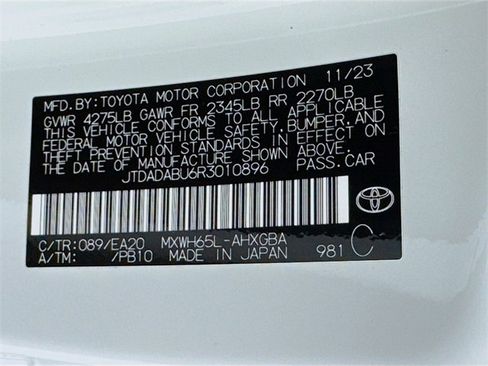 MFD. BY: TOYOTA MOTOR CORPORATION 11/23
GVWR 4275LB GAWR FR 2345LB RR 2270LB
THIS VEHICLE CONFORMS TO ALL APPLICABLE
FEDERAL MOTOR VEHICLE SAFETY, BUMPER, AND
THEFT PREVENTION STANDARDS IN EFFECT ON
THE DATE OF MANUFACTURE SHOWN ABOVE.
JTDADABU6R3010896 PASS. CAR
C/TR: 089/EA20 MXWH65L-AHXGBA
A/TM: /PB10 MADE IN JAPAN 981 C